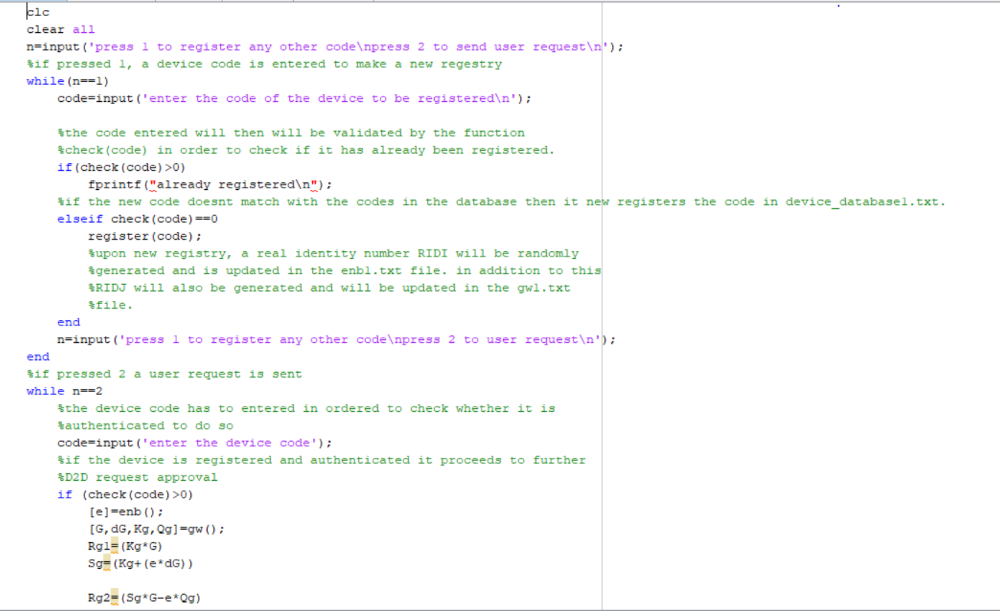 clc
clear all
n=input('press 1 to register any other code\npress 2 to send user request\n');
%if pressed 1, a device code is entered to make a new regestry
while(n==1)
    code=input('enter the code of the device to be registered\n');

    %the code entered will then will be validated by the function
    %check(code) in order to check if it has already been registered.
    if(check(code)>0)
        fprintf("already registered\n");
    %if the new code doesnt match with the codes in the database then it new registers the code in device_database1.txt.
    elseif check(code)==0
        register(code);
        %upon new registry, a real identity number RIDI will be randomly
        %generated and is updated in the enb1.txt file. in addition to this
        %RIDJ will also be generated and will be updated in the gw1.txt
        %file.
    end
    n=input('press 1 to register any other code\npress 2 to user request\n');
end
%if pressed 2 a user request is sent
while n==2
    %the device code has to entered in ordered to check whether it is
    %authenticated to do so
    code=input('enter the device code');
    %if the device is registered and authenticated it proceeds to further
    %D2D request approval
    if (check(code)>0)
        [e]=enb();
        [G,dG,Kg,Qg]=gw();
        Rg1=(Kg*G)
        Sg=(Kg+(e*dG))

        Rg2=(Sg*G-e*Qg)